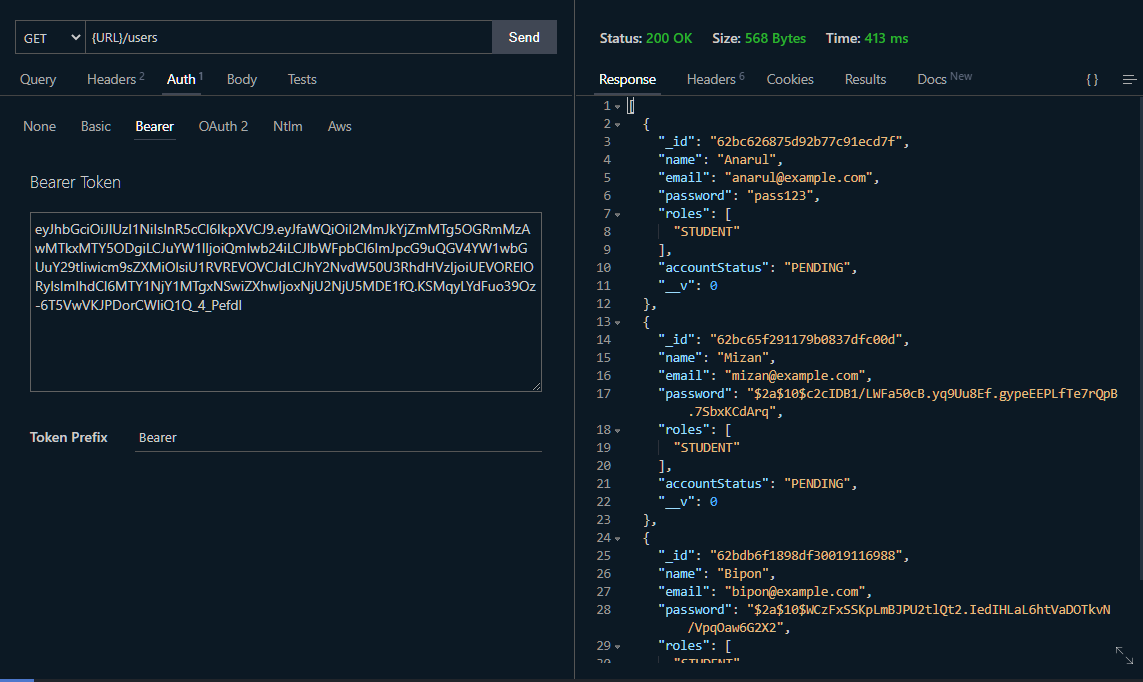 GET {URL}/users Send
Query Headers 2 Auth 1 Body Tests
None Basic Bearer OAuth 2 Ntlm Aws
Bearer Token
eyJhbGciOiJIUzI1NiIsInR5cCI6IkpXVCJ9.eyJfaWQiOiI2MmJkYjZmMTg5OGRmMzA
wMTkxMTY5ODgiLCJuYW1lIjoiQmlwb24iLCJlbWFpbCI6ImJpcG9uQGV4YW1wbG
UuY29tIiwicm9sZXMiOlsiU1RVREVOVCJdLCJhY2NvdW50U3RhdHVzIjoiUEVORElO
RyIsImlhdCI6MTY1NjY1MTgxNSwiZXhwIjoxNjU2NjU5MDE1fQ.KSMqyLYdFuo39Oz
-6T5VwVKJPDorCWIiQ1Q_4_PefdI
Token Prefix Bearer
Status: 200 OK Size: 568 Bytes Time: 413 ms
Response Headers 6 Cookies Results Docs New {}
1 [
2 {
3 "_id": "62bc626875d92b77c91ecd7f",
4 "name": "Anarul",
5 "email": "anarul@example.com",
6 "password": "pass123",
7 "roles": [
8 "STUDENT"
9 ],
10 "accountStatus": "PENDING",
11 "__v": 0
12 },
13 {
14 "_id": "62bc65f291179b0837dfc00d",
15 "name": "Mizan",
16 "email": "mizan@example.com",
17 "password": "$2a$10$c2cIDB1/LWFa50cB.yq9Uu8Ef.gypeEEPLfTe7rQpB
.7SbxKCdArq",
18 "roles": [
19 "STUDENT"
20 ],
21 "accountStatus": "PENDING",
22 "__v": 0
23 },
24 {
25 "_id": "62bdb6f1898df30019116988",
26 "name": "Bipon",
27 "email": "bipon@example.com",
28 "password": "$2a$10$WCzFxSSKpLmBJPU2tlQt2.IedIHLaL6htVaDOTkvN
/VpqOaw6G2X2",
29 "roles": [
30 "STUDENT"